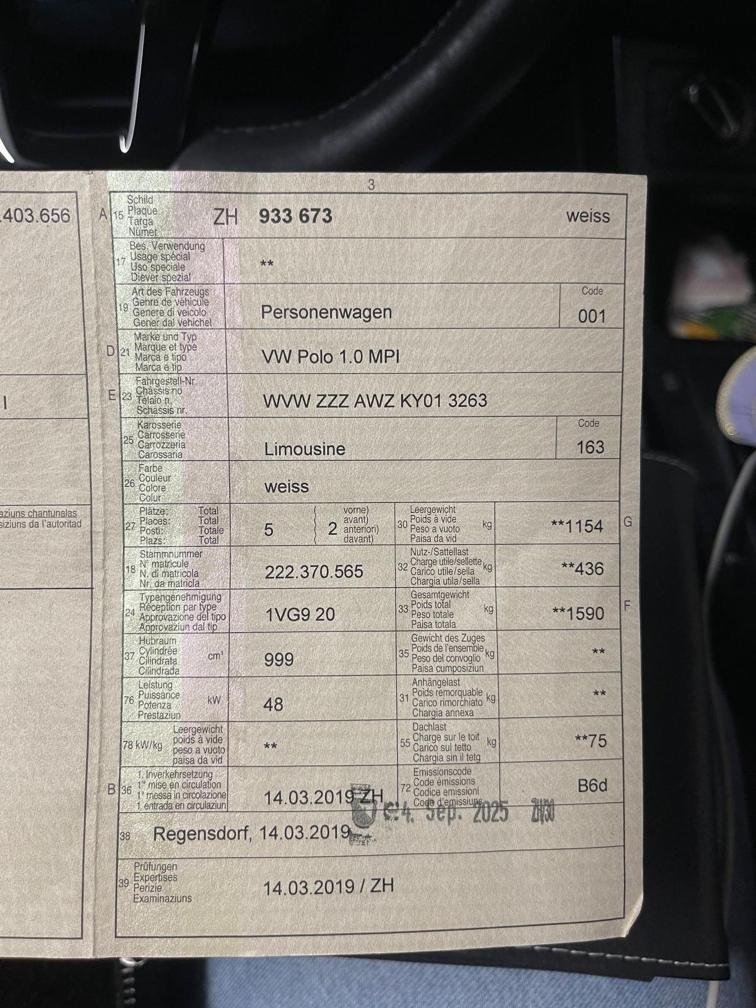 3
.403.656
A 15 Schild
Plaque
Targa
Numer
ZH 933 673 weiss
17 Bes. Verwendung
Usage spécial
Uso speciale
Diever spezial
**
19 Art des Fahrzeugs
Genre de véhicule
Genere di veicolo
Gener dal vehichel
Personenwagen
Code
001
D 21 Marke und Typ
Marque et type
Marca e tipo
Marca e tip
VW Polo 1.0 MPI
E 23 Fahrgestell-Nr.
Châssis no
Telaio n.
Schassis nr.
WVW ZZZ AWZ KY01 3263
25 Karosserie
Carrosserie
Carrozzeria
Carossaria
Limousine
Code
163
26 Farbe
Couleur
Colore
Colur
weiss
aziuns chantunalas
siziuns da l'autoritad
27 Plätze: Total
Places: Total
Posti: Totale
Plazs: Total
5
2
vorne)
avant)
anteriori)
davant)
30 Leergewicht
Poids à vide
Peso a vuoto
Paisa da vid
kg
**1154 G
18 Stammnummer
N° matricule
N. di matricola
Nr. da matricla
222.370.565
32 Nutz-/Sattellast
Charge utile/sellette
Carico utile/sella
Chargia utila/sella
kg
**436
24 Typengenehmigung
Réception par type
Approvazione del tipo
Approvaziun dal tip
1VG9 20
33 Gesamtgewicht
Poids total
Peso totale
Paisa totala
kg
**1590 F
37 Hubraum
Cylindrée
Cilindrata
Cilindrada
cm³
999
35 Gewicht des Zuges
Poids de l'ensemble
Peso del convoglio
Paisa cumposiziun
kg
**
76 Leistung
Puissance
Potenza
Prestaziun
kW
48
31 Anhängelast
Poids remorquable
Carico rimorchiato
Chargia annexa
kg
**
78 kW/kg
Leergewicht
poids à vide
peso a vuoto
paisa da vid
**
55 Dachlast
Charge sur le toit
Carico sul tetto
Chargia sin il tetg
kg
**75
B 36 1. Inverkehrsetzung
1re mise en circulation
1a messa in circolazione
1. entrada en circulaziun
14.03.2019 ZH
72 Emissionscode
Code émissions
Codice emissioni
Code d'emissiuns
B6d
4. Sep. 2025
38 Regensdorf, 14.03.2019
39 Prüfungen
Expertises
Perizie
Examinaziuns
14.03.2019 / ZH